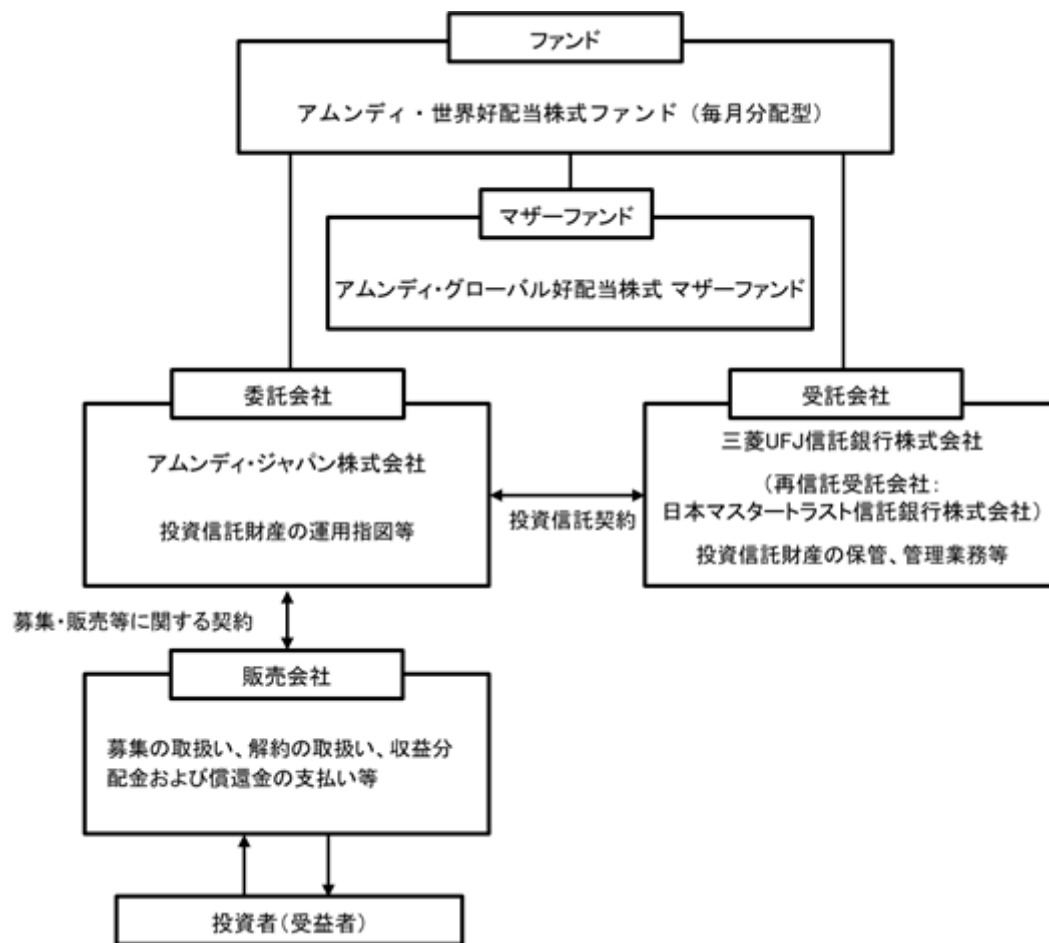 ファンド
アムンディ・世界好配当株式ファンド（毎月分配型）
マザーファンド
アムンディ・グローバル好配当株式 マザーファンド
委託会社
アムンディ・ジャパン株式会社
投資信託財産の運用指図等
投資信託契約
受託会社
三菱UFJ信託銀行株式会社
（再信託受託会社：
日本マスタートラスト信託銀行株式会社）
投資信託財産の保管、管理業務等
募集・販売等に関する契約
販売会社
募集の取扱い、解約の取扱い、収益分
配金および償還金の支払い等
投資者（受益者）